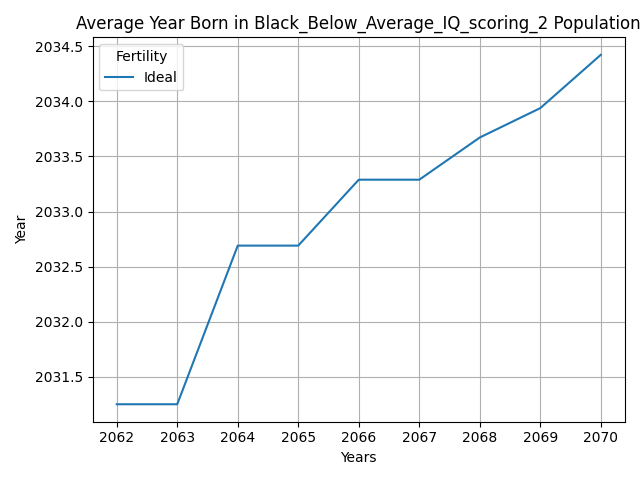 Average Year Born in Black_Below_Average_IQ_scoring_2 Population
Fertility
Ideal
Year
2034.5
2034.0
2033.5
2033.0
2032.5
2032.0
2031.5
2062 2063 2064 2065 2066 2067 2068 2069 2070
Years